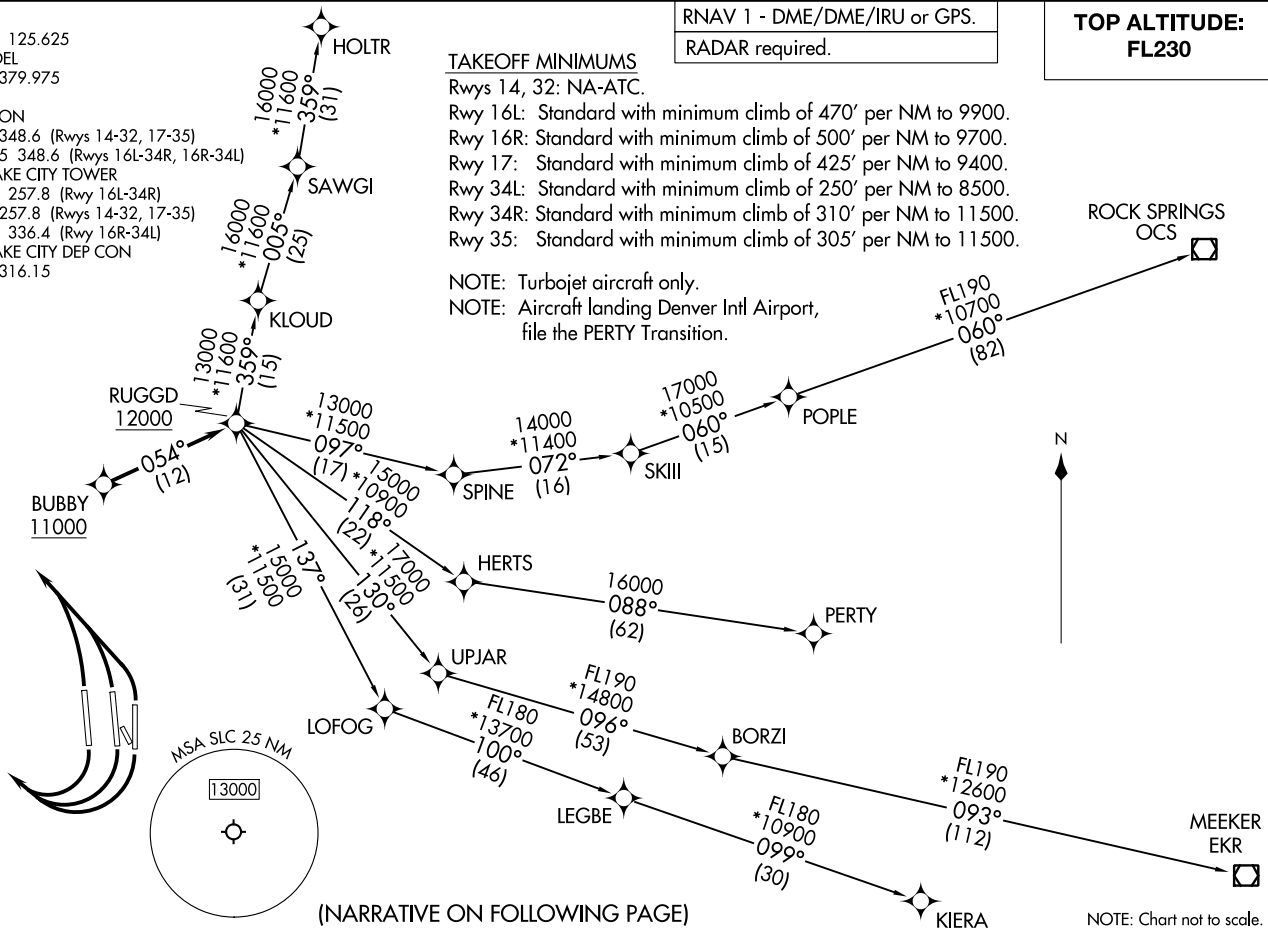 125.625
DEL
379.975
ON
348.6 (Rwys 14-32, 17-35)
5 348.6 (Rwys 16L-34R, 16R-34L)
AKE CITY TOWER
257.8 (Rwy 16L-34R)
257.8 (Rwys 14-32, 17-35)
336.4 (Rwy 16R-34L)
AKE CITY DEP CON
316.15
RNAV 1 - DME/DME/IRU or GPS.
RADAR required.
TOP ALTITUDE:
FL230
TAKEOFF MINIMUMS
Rwys 14, 32: NA-ATC.
Rwy 16L: Standard with minimum climb of 470' per NM to 9900.
Rwy 16R: Standard with minimum climb of 500' per NM to 9700.
Rwy 17: Standard with minimum climb of 425' per NM to 9400.
Rwy 34L: Standard with minimum climb of 250' per NM to 8500.
Rwy 34R: Standard with minimum climb of 310' per NM to 11500.
Rwy 35: Standard with minimum climb of 305' per NM to 11500.
NOTE: Turbojet aircraft only.
NOTE: Aircraft landing Denver Intl Airport,
file the PERTY Transition.
HOLTR
16000
*11600
359°
(31)
SAWGI
16000
*11600
005°
(25)
KLOUD
13000
*11600
359°
(15)
RUGGD
12000
054°
(12)
BUBBY
11000
13000
*11500
097°
(17)
SPINE
14000
*11400
072°
(16)
SKIII
17000
*10500
060°
(15)
POPLE
FL190
*10700
060°
(82)
ROCK SPRINGS
OCS
N
15000
*10900
118°
(22)
HERTS
16000
088°
(62)
PERTY
17000
*11500
130°
(26)
UPJAR
FL190
*14800
096°
(53)
BORZI
FL190
*12600
093°
(112)
MEEKER
EKR
137°
15000
*11500
(31)
LOFOG
FL180
*13700
100°
(46)
LEGBE
FL180
*10900
099°
(30)
KIERA
MSA SLC 25 NM
13000
(NARRATIVE ON FOLLOWING PAGE)
NOTE: Chart not to scale.